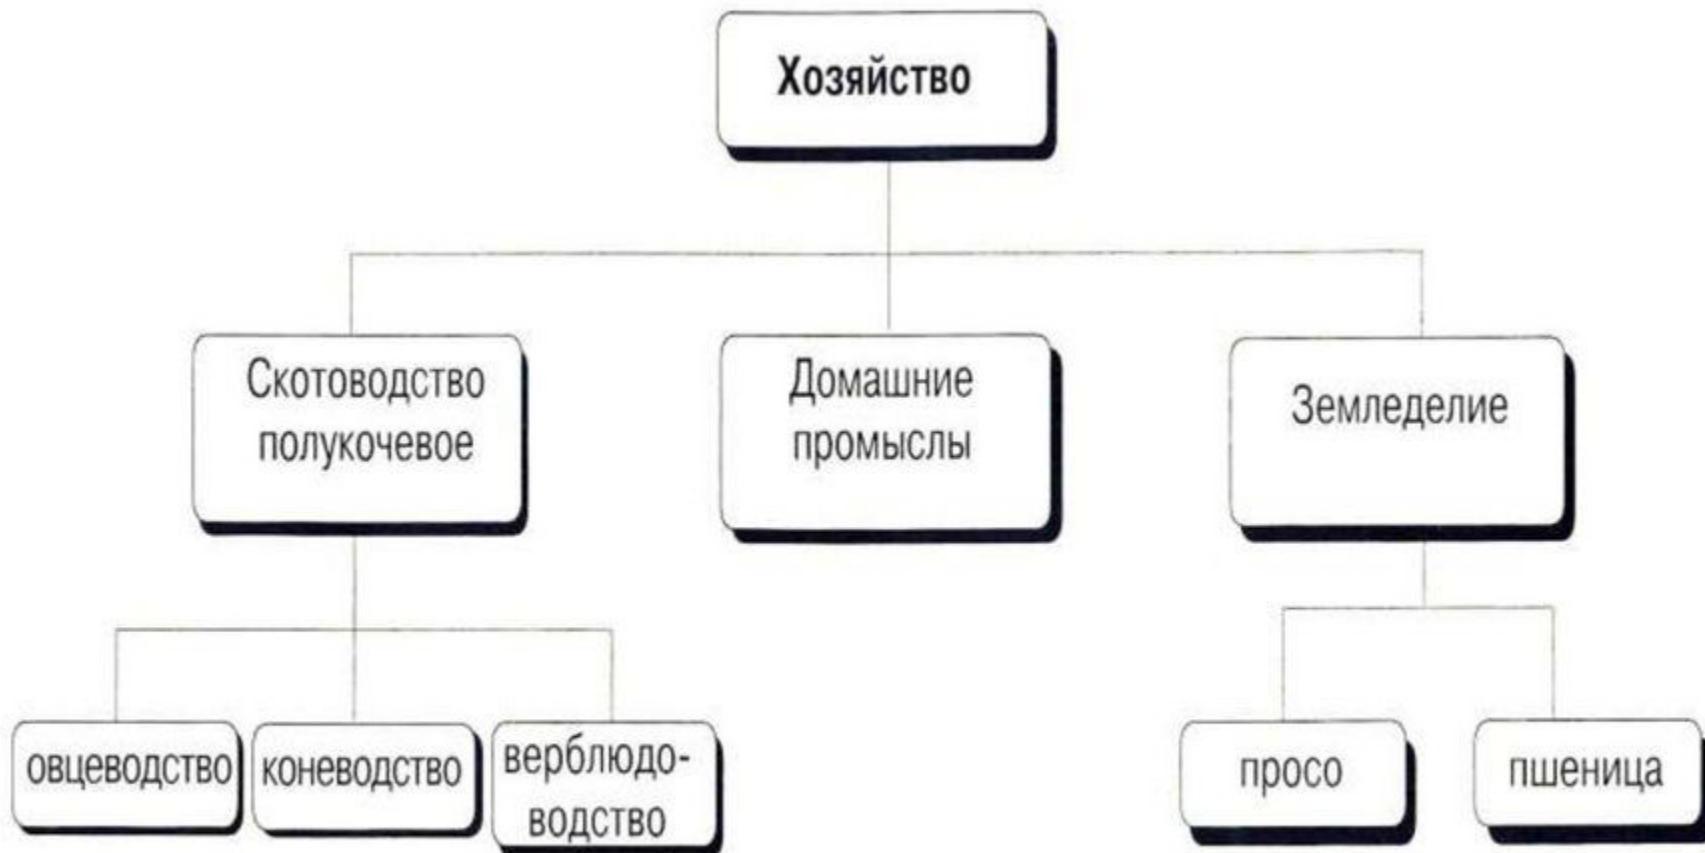 Хозяйство
Скотоводство
полукочевое
Домашние
промыслы
Земледелие
овцеводство
коневодство
верблюдо-
водство
просо
пшеница